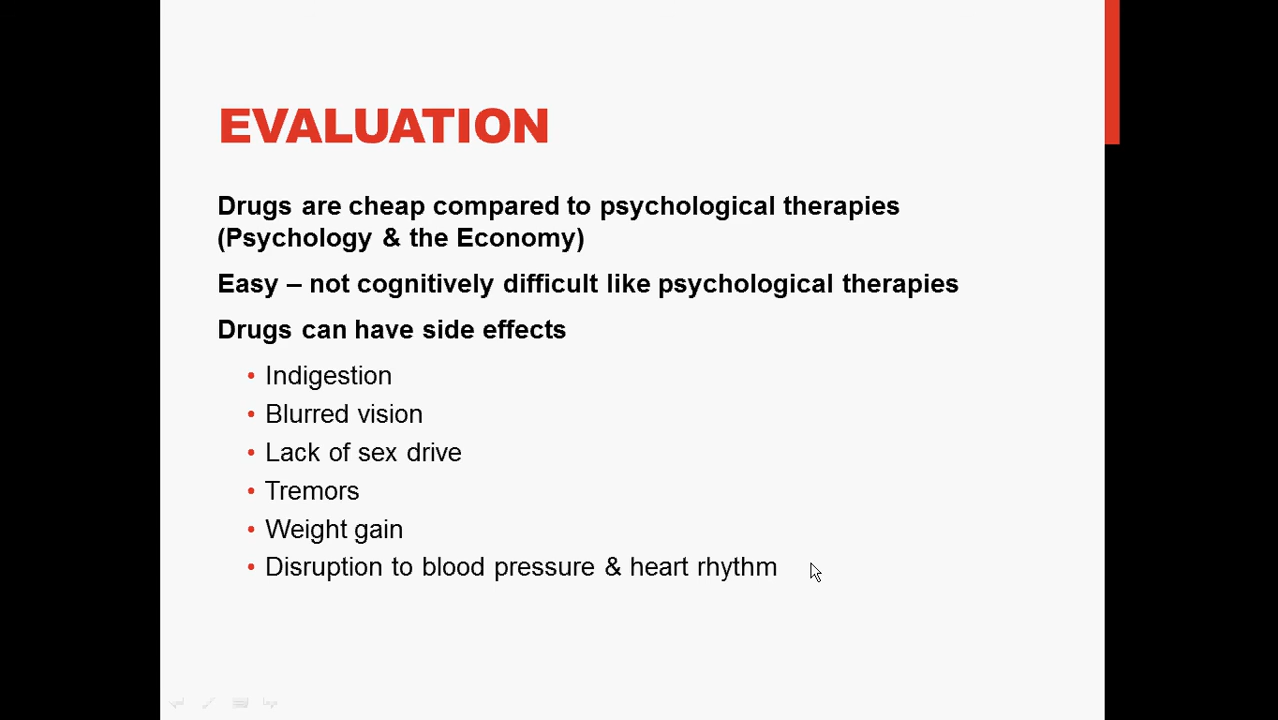 EVALUATION
Drugs are cheap compared to psychological therapies
(Psychology & the Economy)
Easy – not cognitively difficult like psychological therapies
Drugs can have side effects
• Indigestion
• Blurred vision
• Lack of sex drive
• Tremors
• Weight gain
• Disruption to blood pressure & heart rhythm